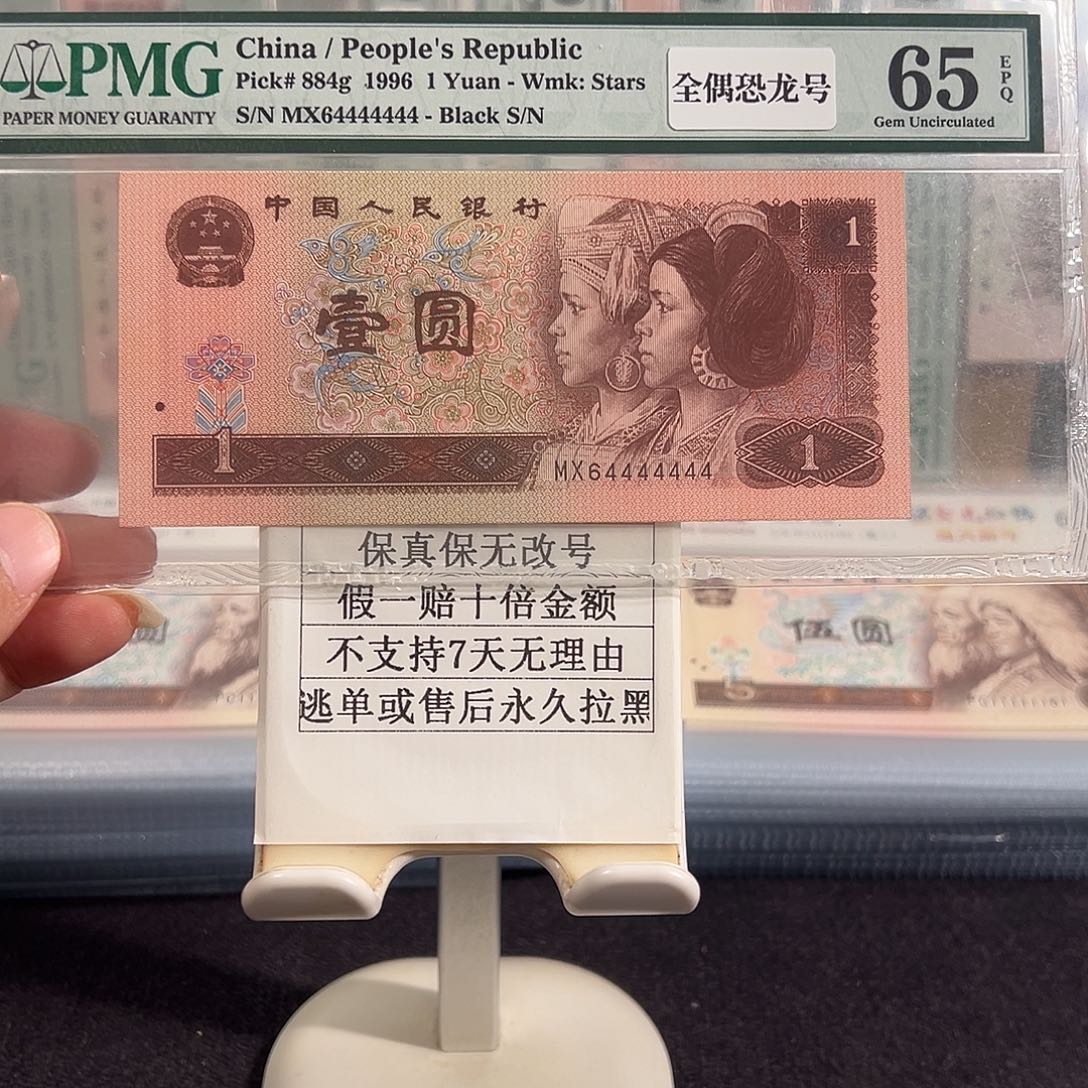 PMG
PAPER MONEY GUARANTY
China / People's Republic
Pick# 884g 1996 1 Yuan - Wmk: Stars
S/N MX64444444 - Black S/N
全偶恐龙号
65
EPQ
Gem Uncirculated
中国人民银行
1
壹圆
1
MX64444444
1
保真保无改号
假一赔十倍金额
不支持7天无理由
逃单或售后永久拉黑
圆
伍圆